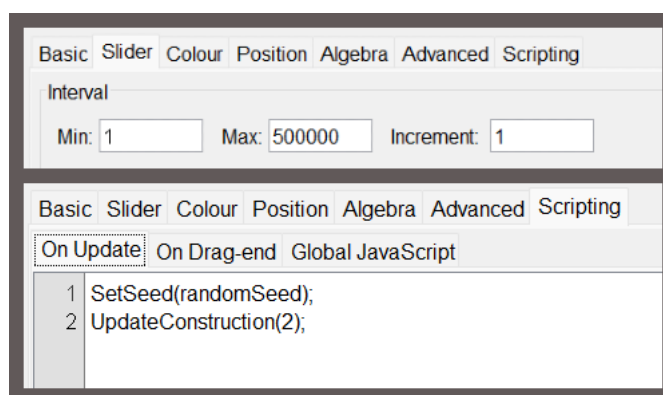 Basic Slider Colour Position Algebra Advanced Scripting
Interval
Min: 1 Max: 500000 Increment: 1
Basic Slider Colour Position Algebra Advanced Scripting
On Update On Drag-end Global JavaScript
1 SetSeed(randomSeed);
2 UpdateConstruction(2);